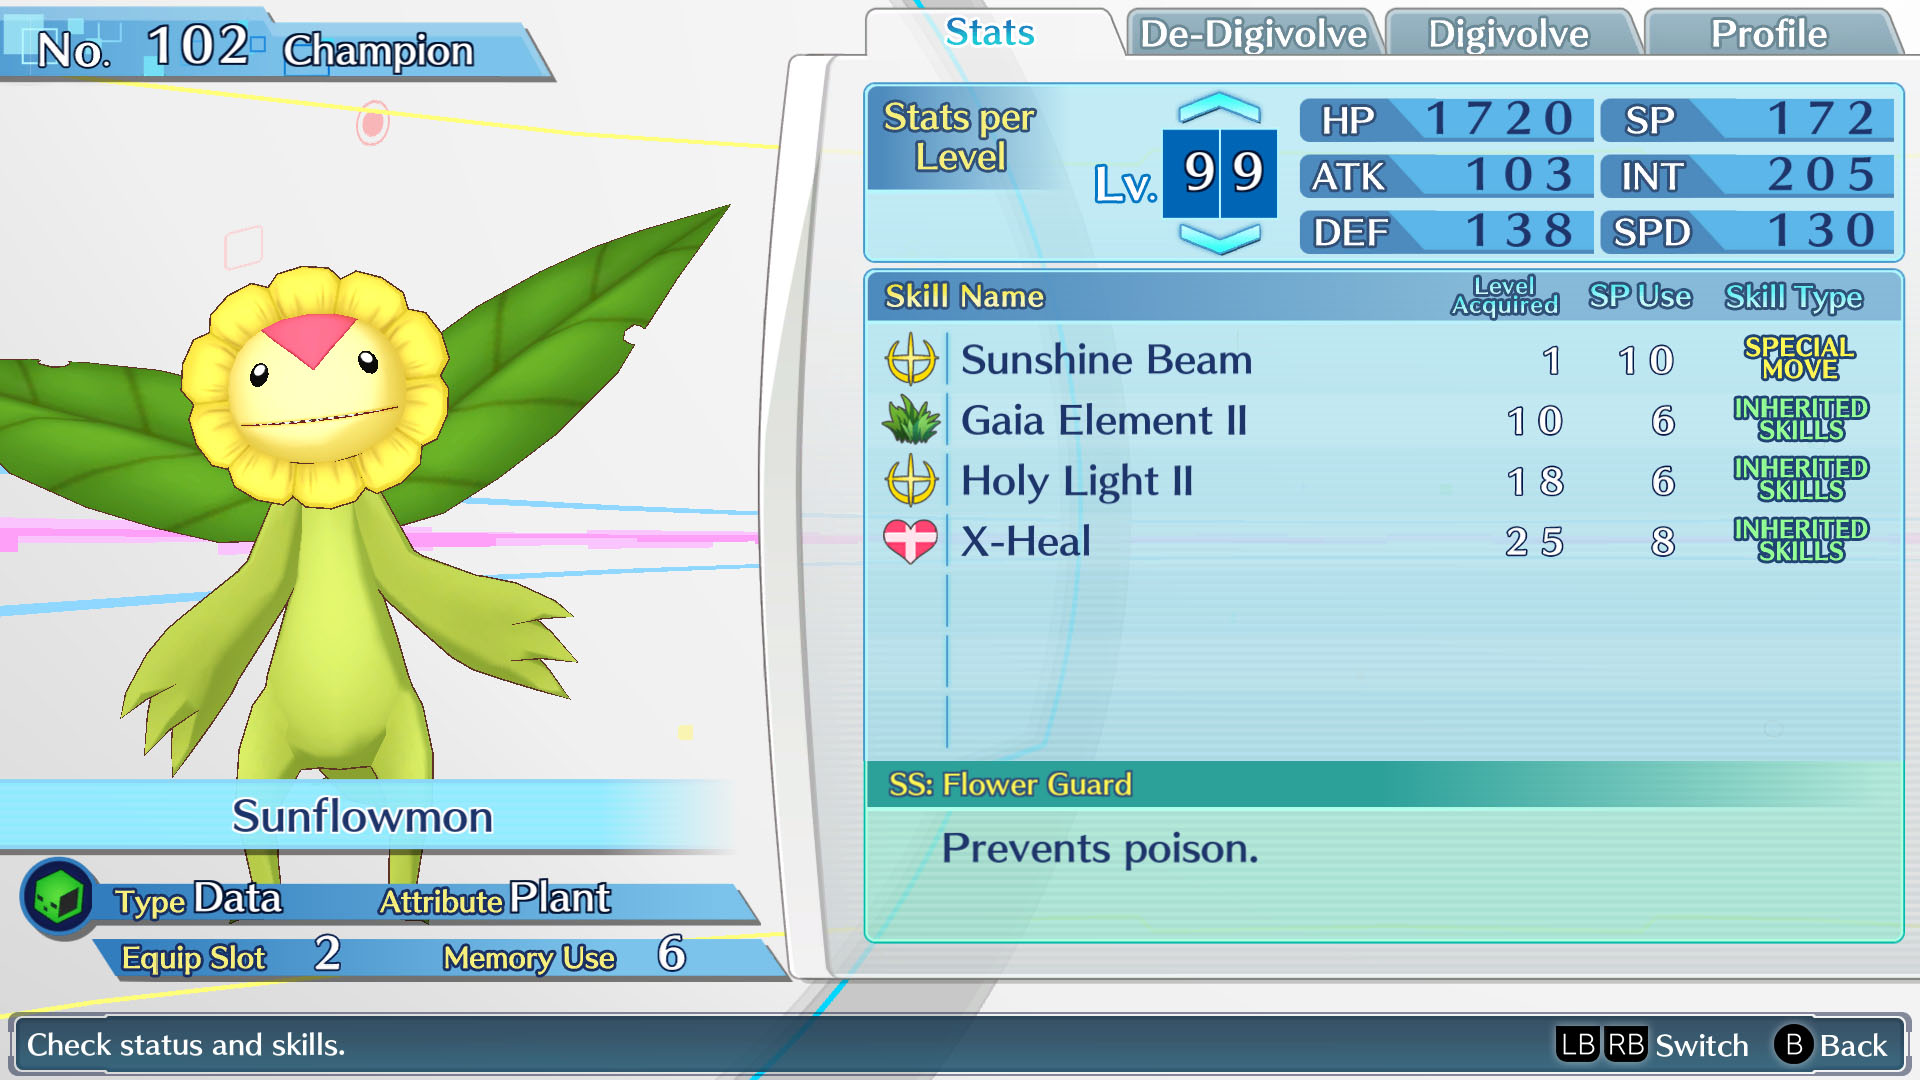 No. 102 Champion
Stats De-Digivolve Digivolve Profile
Stats per
Level
Lv. 99
HP 1720 SP 172
ATK 103 INT 205
DEF 138 SPD 130
Skill Name Level Acquired SP Use Skill Type
Sunshine Beam 1 10 SPECIAL MOVE
Gaia Element II 10 6 INHERITED SKILLS
Holy Light II 18 6 INHERITED SKILLS
X-Heal 25 8 INHERITED SKILLS
SS: Flower Guard
Prevents poison.
Sunflowmon
Type Data Attribute Plant
Equip Slot 2 Memory Use 6
Check status and skills.
LB RB Switch B Back